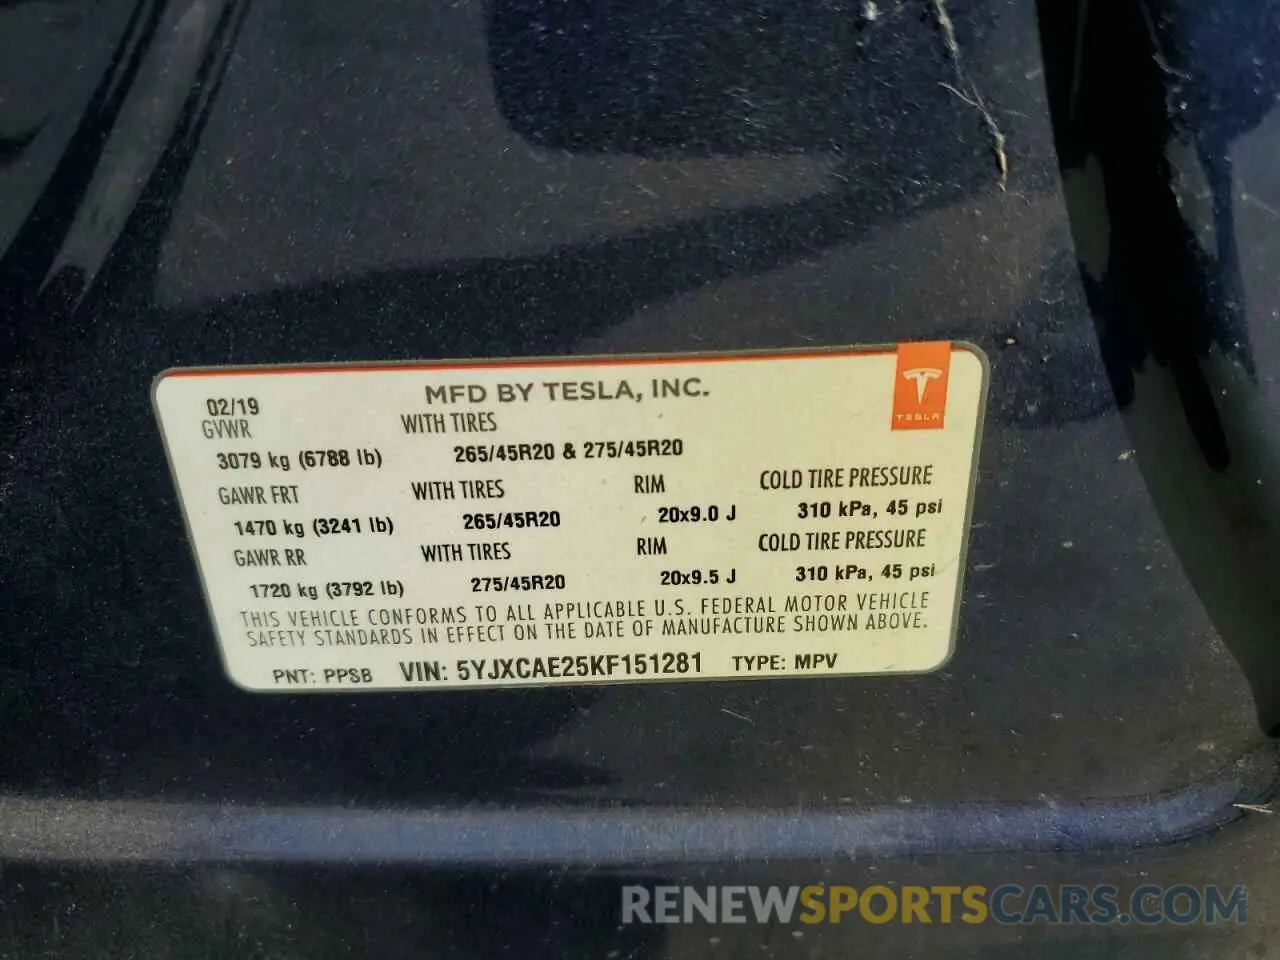 MFD BY TESLA, INC.
TESLA
02/19
GVWR WITH TIRES
3079 kg (6788 lb) 265/45R20 & 275/45R20
GAWR FRT WITH TIRES RIM COLD TIRE PRESSURE
1470 kg (3241 lb) 265/45R20 20x9.0 J 310 kPa, 45 psi
GAWR RR WITH TIRES RIM COLD TIRE PRESSURE
1720 kg (3792 lb) 275/45R20 20x9.5 J 310 kPa, 45 psi
THIS VEHICLE CONFORMS TO ALL APPLICABLE U.S. FEDERAL MOTOR VEHICLE
SAFETY STANDARDS IN EFFECT ON THE DATE OF MANUFACTURE SHOWN ABOVE.
PNT: PPSB VIN: 5YJXCAE25KF151281 TYPE: MPV
RENEWSPORTSCARS.COM